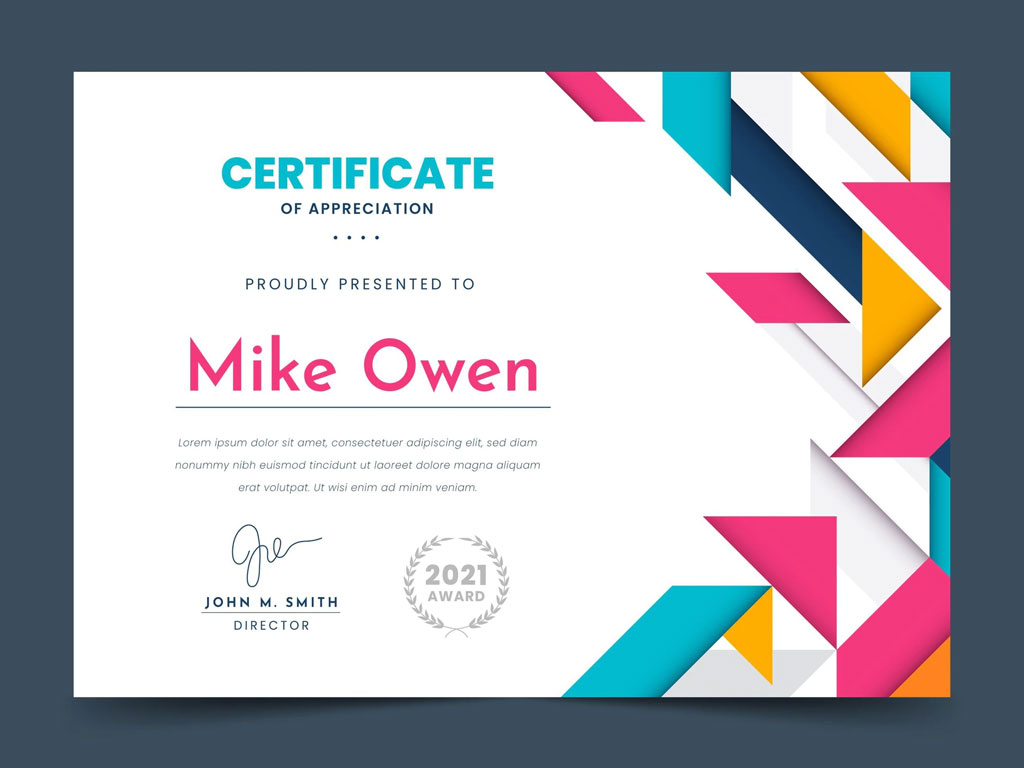 CERTIFICATE
OF APPRECIATION
PROUDLY PRESENTED TO
Mike Owen
Lorem ipsum dolor sit amet, consectetuer adipiscing elit, sed diam
nonummy nibh euismod tincidunt ut laoreet dolore magna aliquam
erat volutpat. Ut wisi enim ad minim veniam.
JOHN M. SMITH
DIRECTOR
2021
AWARD